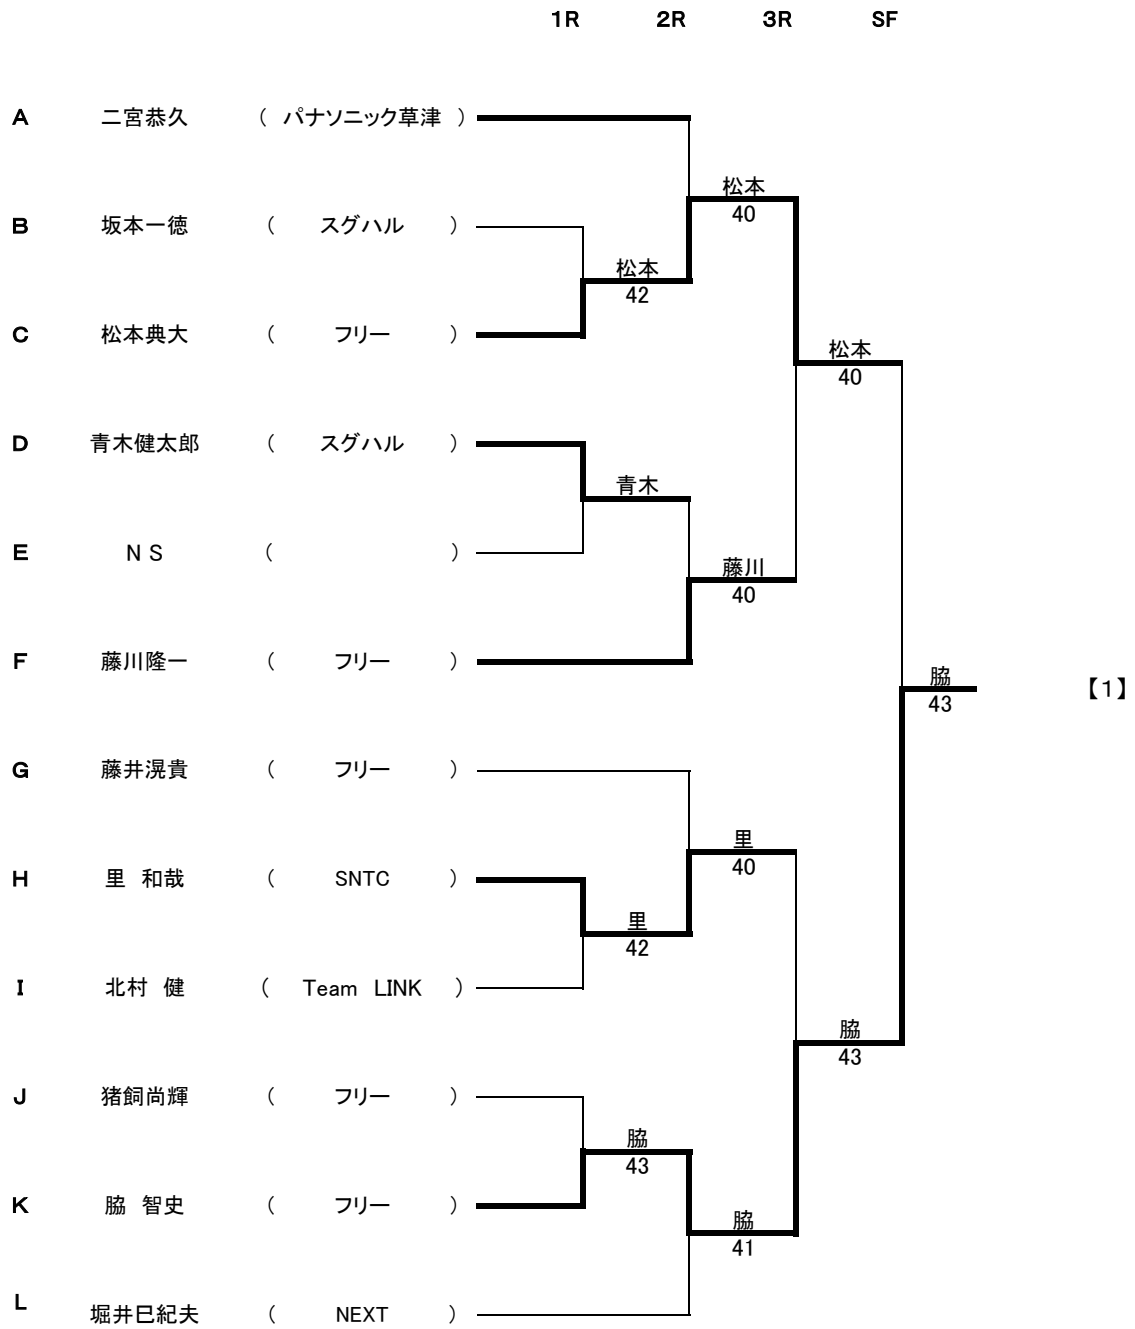 1R 2R 3R SF
A 二宮恭久 ( パナソニック草津 )
松本
B 坂本一徳 ( スグハル ) 40
松本
42
C 松本典大 ( フリー )
松本
40
D 青木健太郎 ( スグハル )
青木
E N S ( )
藤川
40
F 藤川隆一 ( フリー )
脇 【1】
43
G 藤井滉貴 ( フリー )
里
40
H 里 和哉 ( SNTC )
里
42
I 北村 健 ( Team LINK )
脇
43
J 猪飼尚輝 ( フリー )
脇
43
K 脇 智史 ( フリー )
脇
41
L 堀井巳紀夫 ( NEXT )